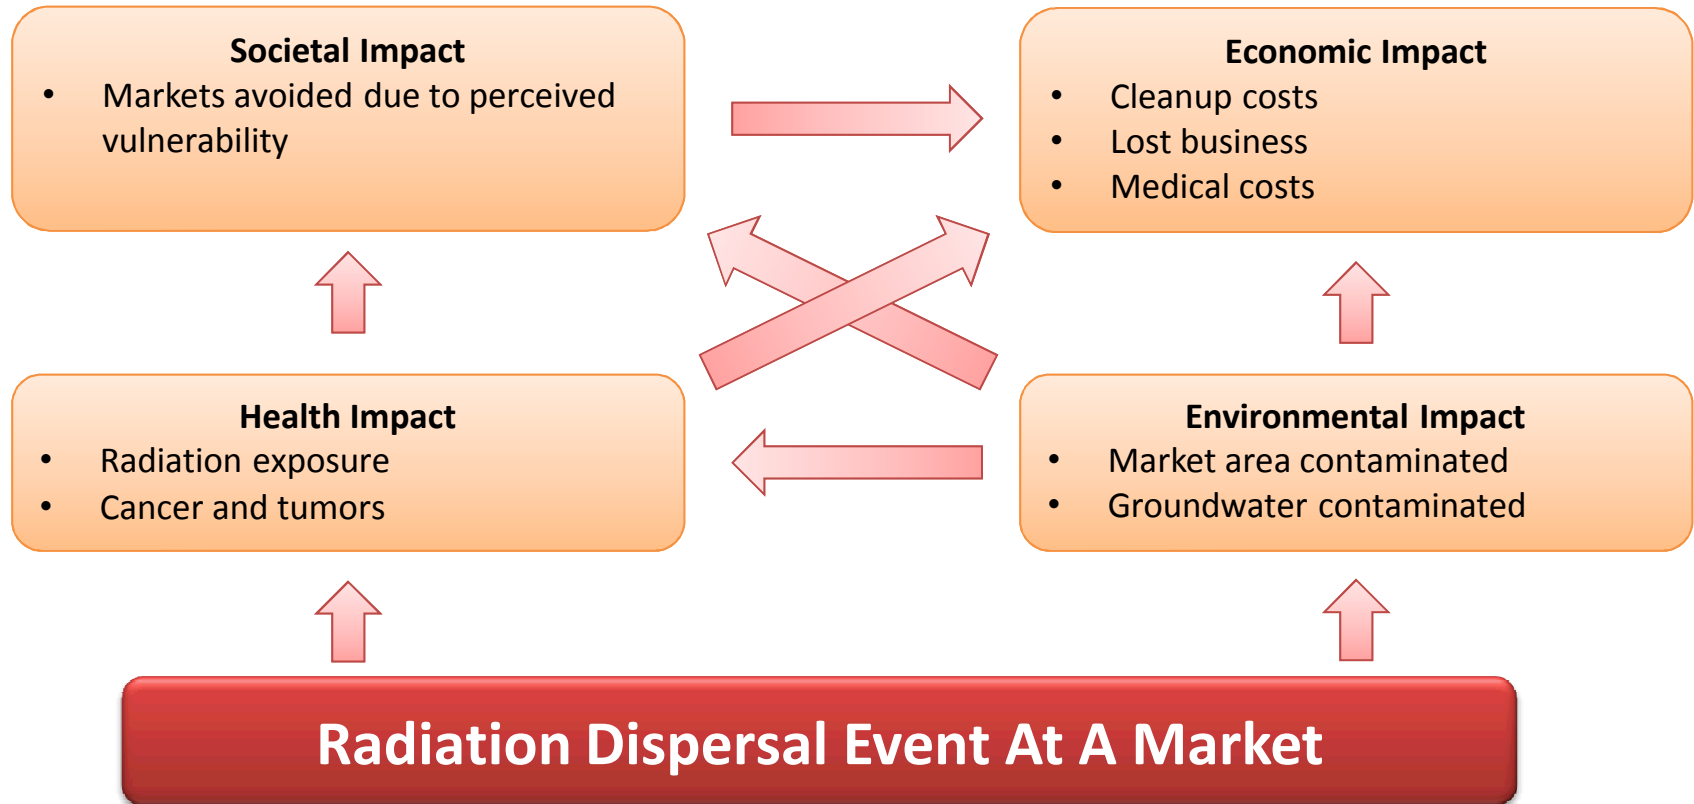 Societal Impact
• Markets avoided due to perceived
vulnerability
Economic Impact
• Cleanup costs
• Lost business
• Medical costs
Health Impact
• Radiation exposure
• Cancer and tumors
Environmental Impact
• Market area contaminated
• Groundwater contaminated
Radiation Dispersal Event At A Market